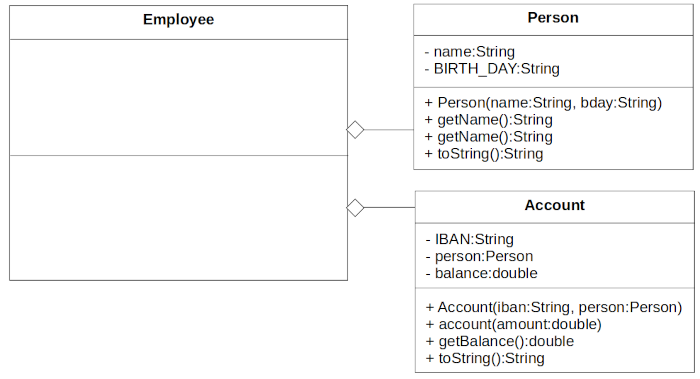 Employee
Person
- name:String
- BIRTH_DAY:String
+ Person(name:String, bday:String)
+ getName():String
+ getName():String
+ toString():String
Account
- IBAN:String
- person:Person
- balance:double
+ Account(iban:String, person:Person)
+ account(amount:double)
+ getBalance():double
+ toString():String